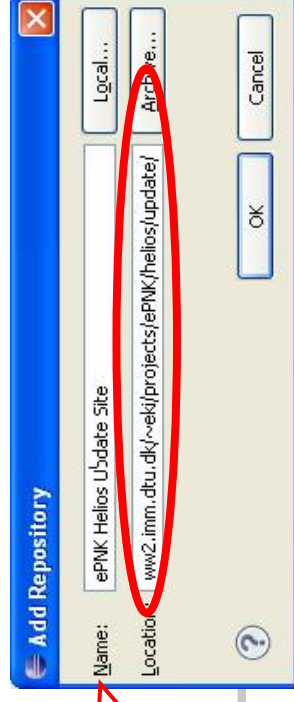 Add Repository
Name: ePNK Helios Update Site Local...
Location: ww2.imm.dtu.dk/~eki/projects/ePNK/helios/update/ Archive...
? OK Cancel